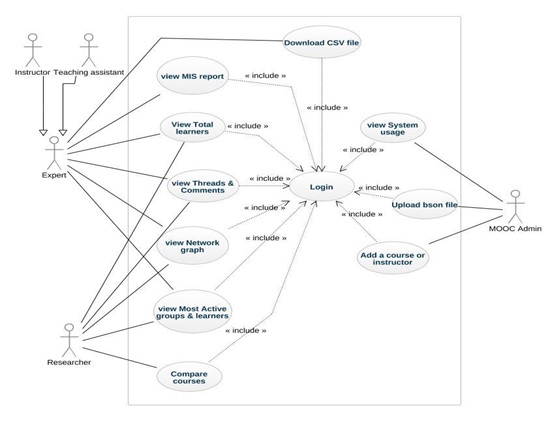 Download CSV file
Instructor
Teaching assistant
view MIS report
« include »
« include »
View Total
learners
« include »
view System
usage
« include »
Expert
view Threads &
Comments
« include »
Login
« include »
Upload bson file
MOOC Admin
« include »
view Network
graph
« include »
Add a course or
instructor
view Most Active
groups & learners
« include »
« include »
Researcher
Compare
courses